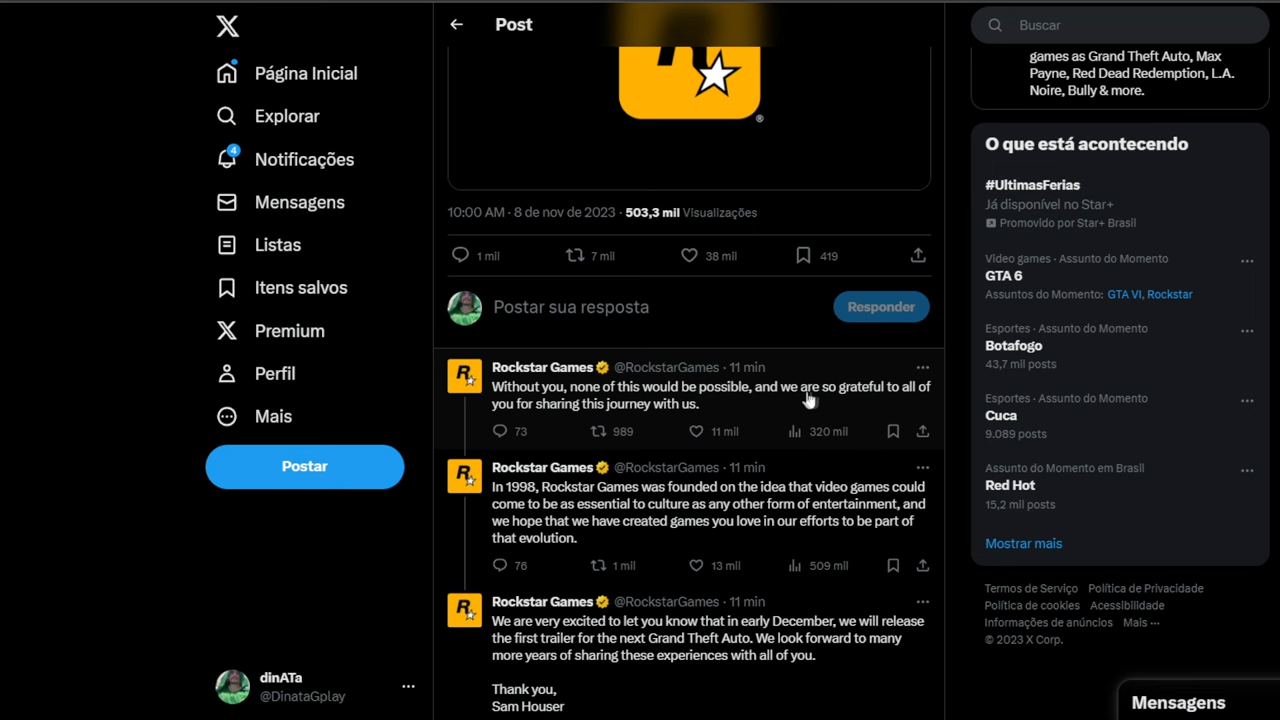 Página Inicial
Explorar
4
Notificações
Mensagens
Listas
Itens salvos
Premium
Perfil
Mais
Postar
dinATa
@DinataGplay
Post
R
®
10:00 AM · 8 de nov de 2023 · 503,3 mil Visualizações
1 mil 7 mil 38 mil 419
Postar sua resposta
Responder
Rockstar Games @RockstarGames · 11 min
Without you, none of this would be possible, and we are so grateful to all of
you for sharing this journey with us.
73 989 11 mil 320 mil
Rockstar Games @RockstarGames · 11 min
In 1998, Rockstar Games was founded on the idea that video games could
come to be as essential to culture as any other form of entertainment, and
we hope that we have created games you love in our efforts to be part of
that evolution.
76 1 mil 13 mil 509 mil
Rockstar Games @RockstarGames · 11 min
We are very excited to let you know that in early December, we will release
the first trailer for the next Grand Theft Auto. We look forward to many
more years of sharing these experiences with all of you.
Thank you,
Sam Houser
Buscar
games as Grand Theft Auto, Max
Payne, Red Dead Redemption, L.A.
Noire, Bully & more.
O que está acontecendo
#UltimasFerias
Já disponível no Star+
Promovido por Star+ Brasil
Video games · Assunto do Momento
GTA 6
Assuntos do Momento: GTA VI, Rockstar
Esportes · Assunto do Momento
Botafogo
43,7 mil posts
Esportes · Assunto do Momento
Cuca
9.089 posts
Assunto do Momento em Brasil
Red Hot
15,2 mil posts
Mostrar mais
Termos de Serviço Política de Privacidade
Política de cookies Acessibilidade
Informações de anúncios Mais ···
© 2023 X Corp.
Mensagens